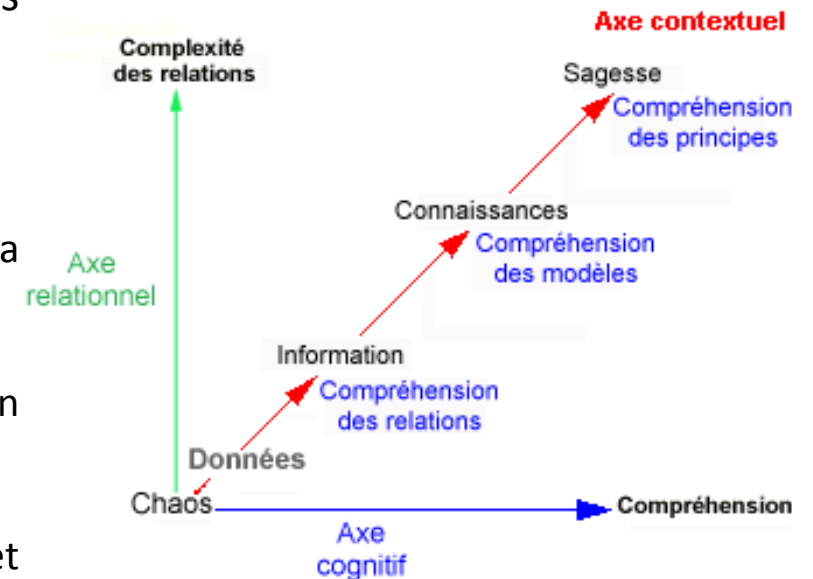 s
Axe contextuel
Complexité
des relations
Sagesse
Compréhension
des principes
Connaissances
a
Compréhension
des modèles
Axe
relationnel
Information
Compréhension
des relations
n
Données
Chaos
Compréhension
Axe
cognitif
et